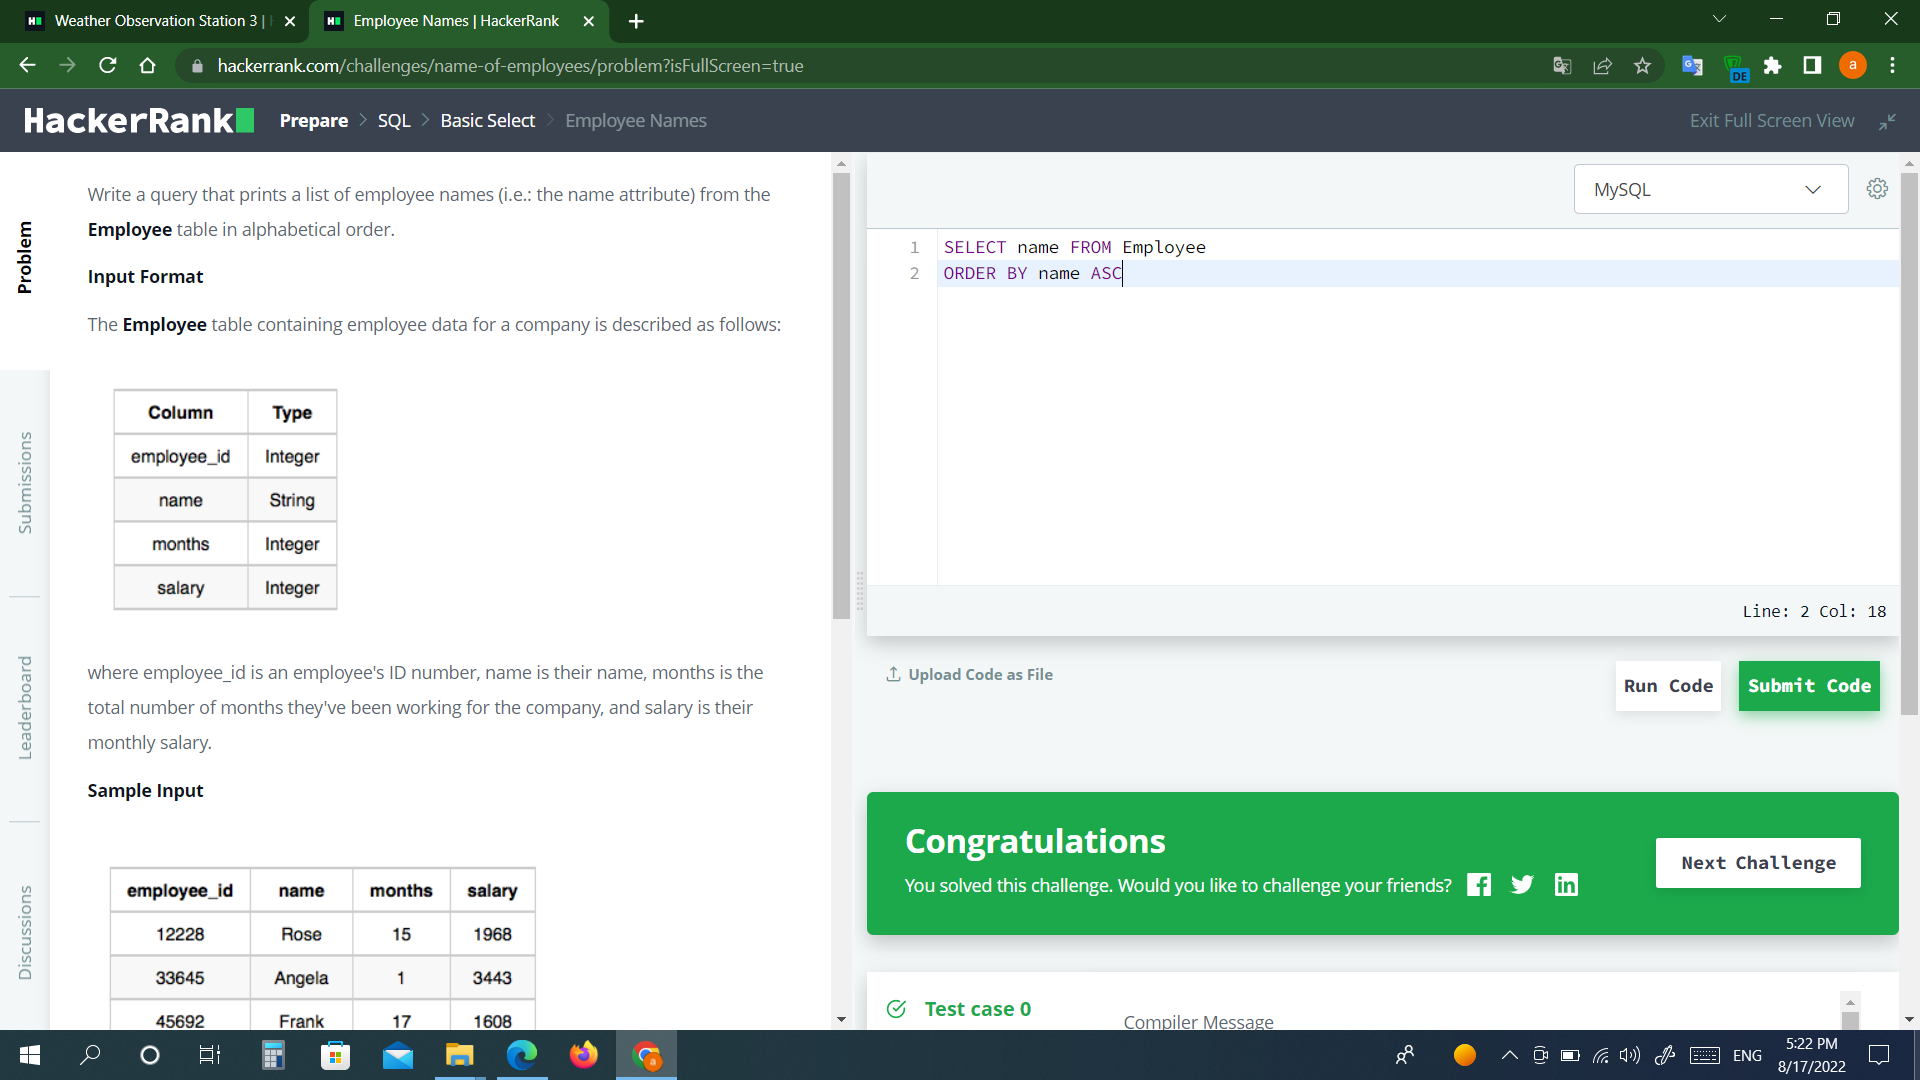 Weather Observation Station 3 |
Employee Names | HackerRank
hackerrank.com/challenges/name-of-employees/problem?isFullScreen=true
DE
a
HackerRank
Prepare > SQL > Basic Select > Employee Names
Exit Full Screen View
Problem
Submissions
Leaderboard
Discussions
Write a query that prints a list of employee names (i.e.: the name attribute) from the
Employee table in alphabetical order.
Input Format
The Employee table containing employee data for a company is described as follows:
Column Type
employee_id Integer
name String
months Integer
salary Integer
where employee_id is an employee's ID number, name is their name, months is the
total number of months they've been working for the company, and salary is their
monthly salary.
Sample Input
employee_id name months salary
12228 Rose 15 1968
33645 Angela 1 3443
45692 Frank 17 1608
MySQL
1 SELECT name FROM Employee
2 ORDER BY name ASC
Line: 2 Col: 18
Upload Code as File
Run Code
Submit Code
Congratulations
You solved this challenge. Would you like to challenge your friends?
Next Challenge
Test case 0
Compiler Message
ENG
5:22 PM
8/17/2022